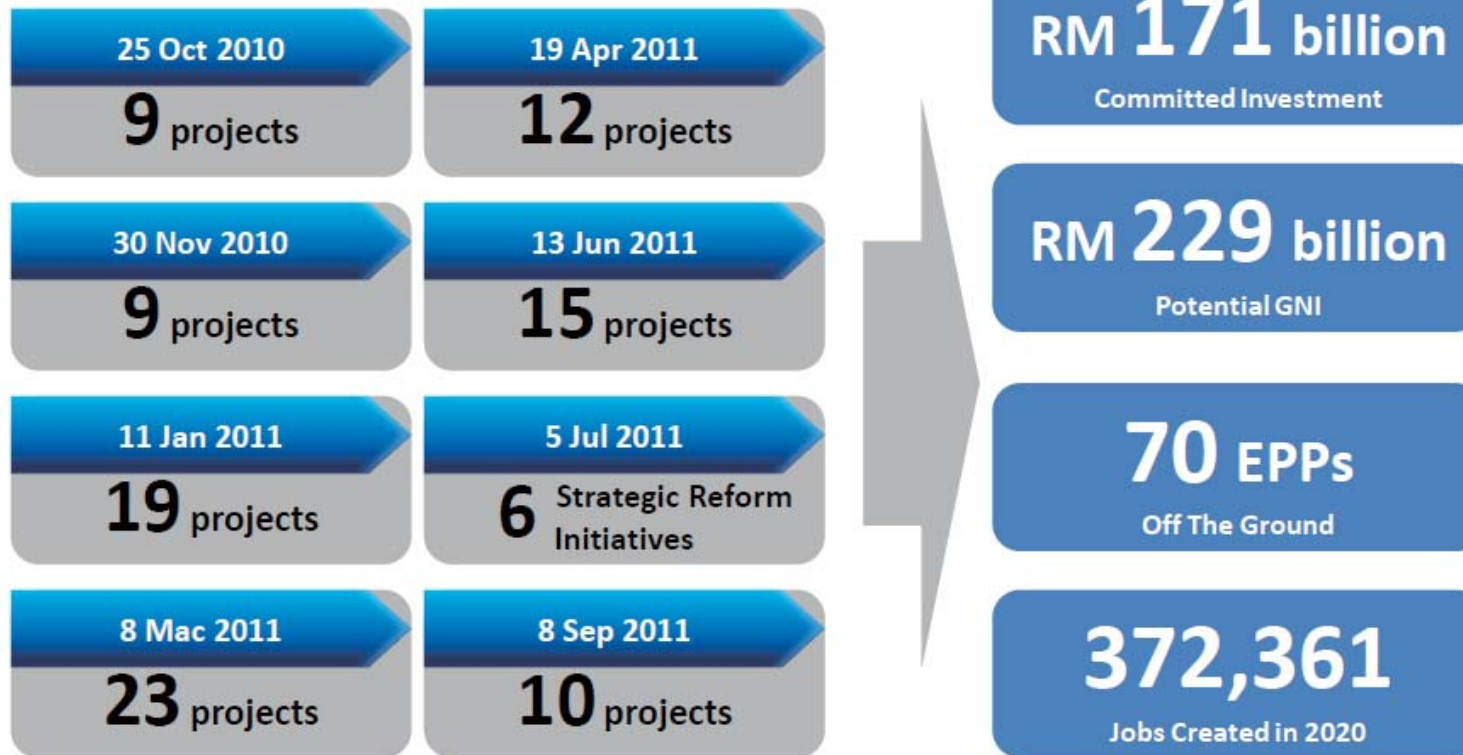 25 Oct 2010
9 projects
19 Apr 2011
12 projects
30 Nov 2010
9 projects
13 Jun 2011
15 projects
11 Jan 2011
19 projects
5 Jul 2011
6 Strategic Reform
Initiatives
8 Mac 2011
23 projects
8 Sep 2011
10 projects
RM 171 billion
Committed Investment
RM 229 billion
Potential GNI
70 EPPs
Off The Ground
372,361
Jobs Created in 2020